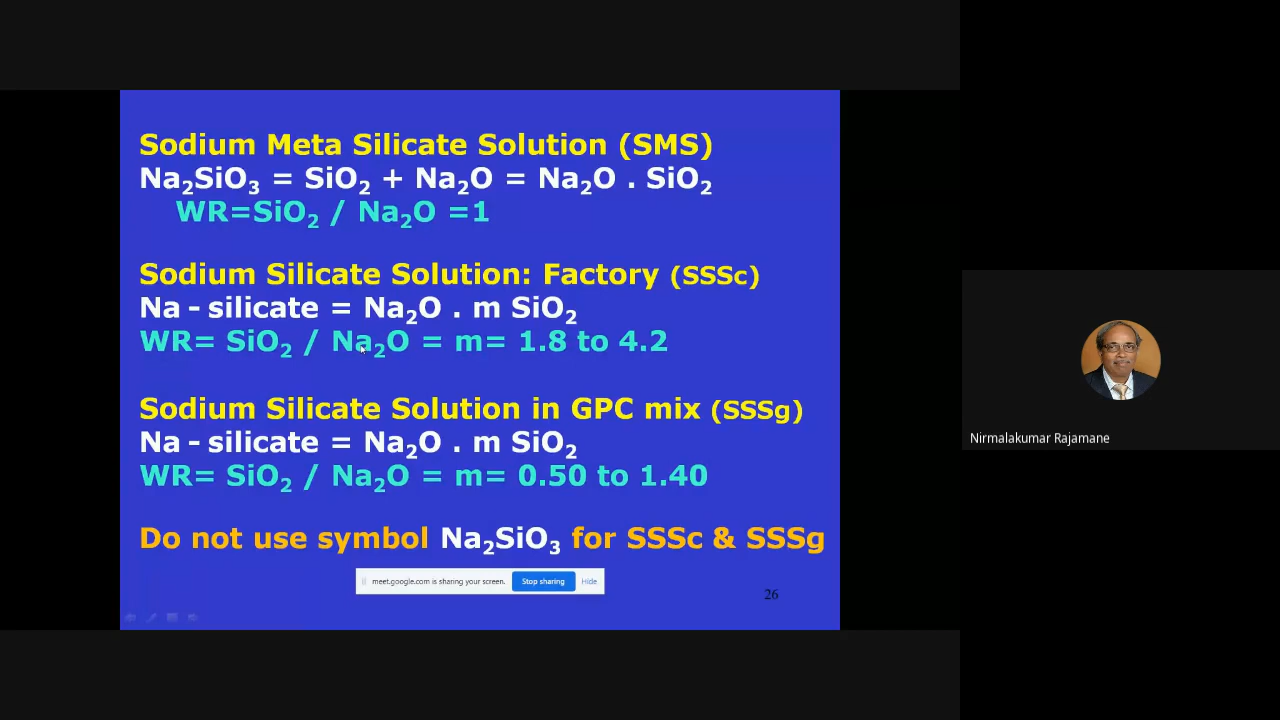 Sodium Meta Silicate Solution (SMS)
Na₂SiO₃ = SiO₂ + Na₂O = Na₂O . SiO₂
WR=SiO₂ / Na₂O =1
Sodium Silicate Solution: Factory (SSSc)
Na - silicate = Na₂O . m SiO₂
WR= SiO₂ / Na₂O = m= 1.8 to 4.2
Sodium Silicate Solution in GPC mix (SSSg)
Na - silicate = Na₂O . m SiO₂
WR= SiO₂ / Na₂O = m= 0.50 to 1.40
Do not use symbol Na₂SiO₃ for SSSc & SSSg
meet.google.com is sharing your screen. Stop sharing Hide
26
Nirmalakumar Rajamane